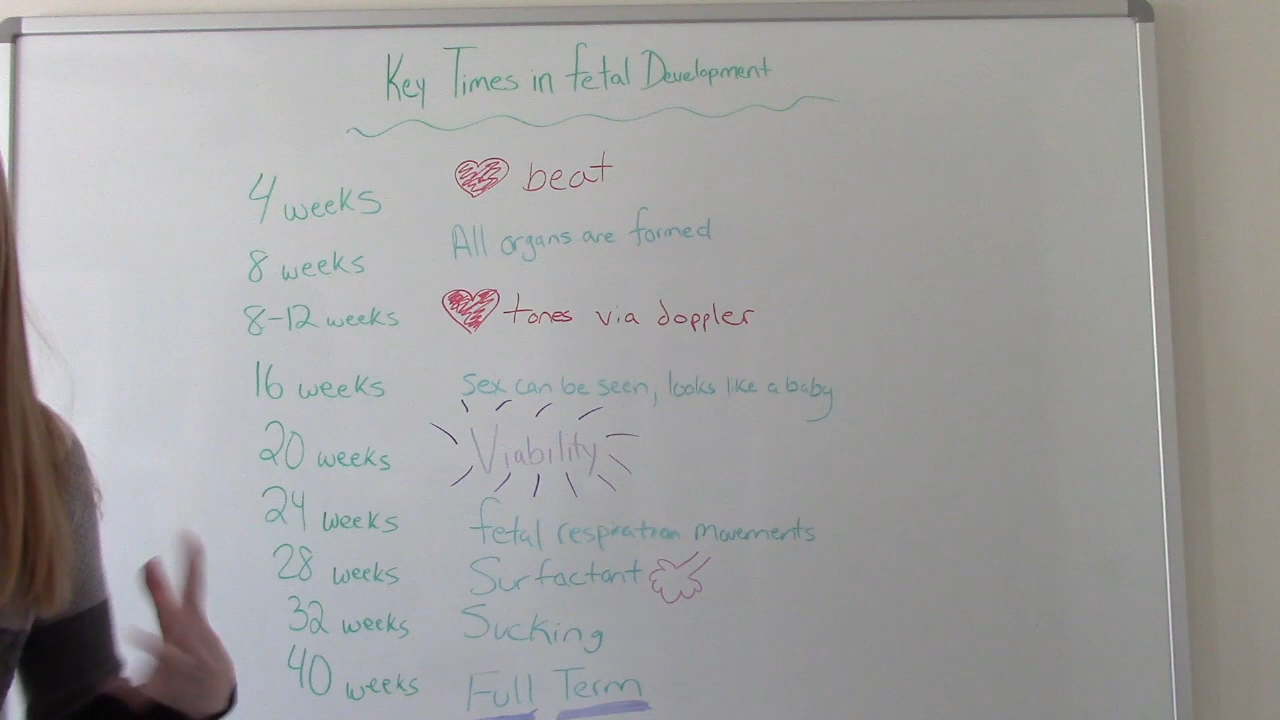 Key Times in fetal Development
4 weeks beat
8 weeks All organs are formed
8-12 weeks tones via doppler
16 weeks Sex can be seen, looks like a baby
20 weeks Viability
24 weeks fetal respiration movements
28 weeks Surfactant
32 weeks Sucking
40 weeks Full Term